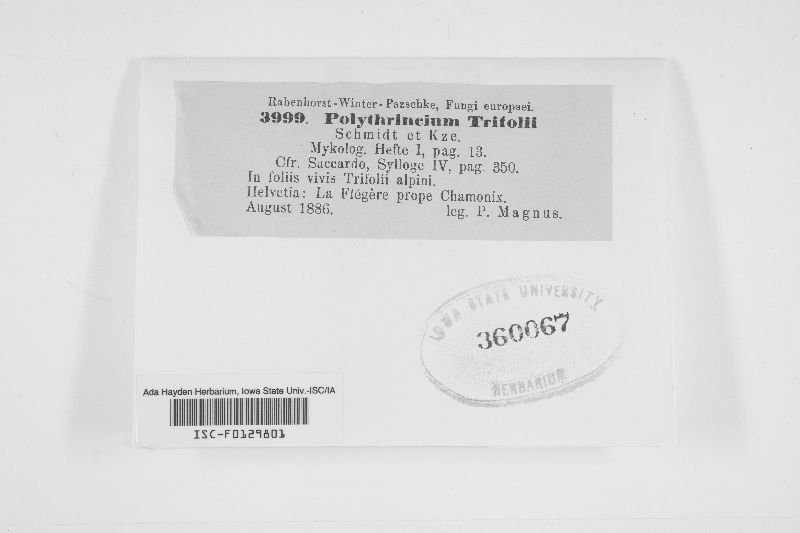 Rabenhorst-Winter-Pazschke, Fungi europaei.
3999. Polythrincium Trifolii
Schmidt et Kze.
Mykolog. Hefte I, pag. 13.
Cfr. Saccardo, Sylloge IV, pag. 350.
In foliis vivis Trifolii alpini.
Helvetia: La Flégère prope Chamonix.
August 1886. leg. P. Magnus.
IOWA STATE UNIVERSITY
360067
HERBARIUM
Ada Hayden Herbarium, Iowa State Univ.-ISC/IA
ISC-F0129801